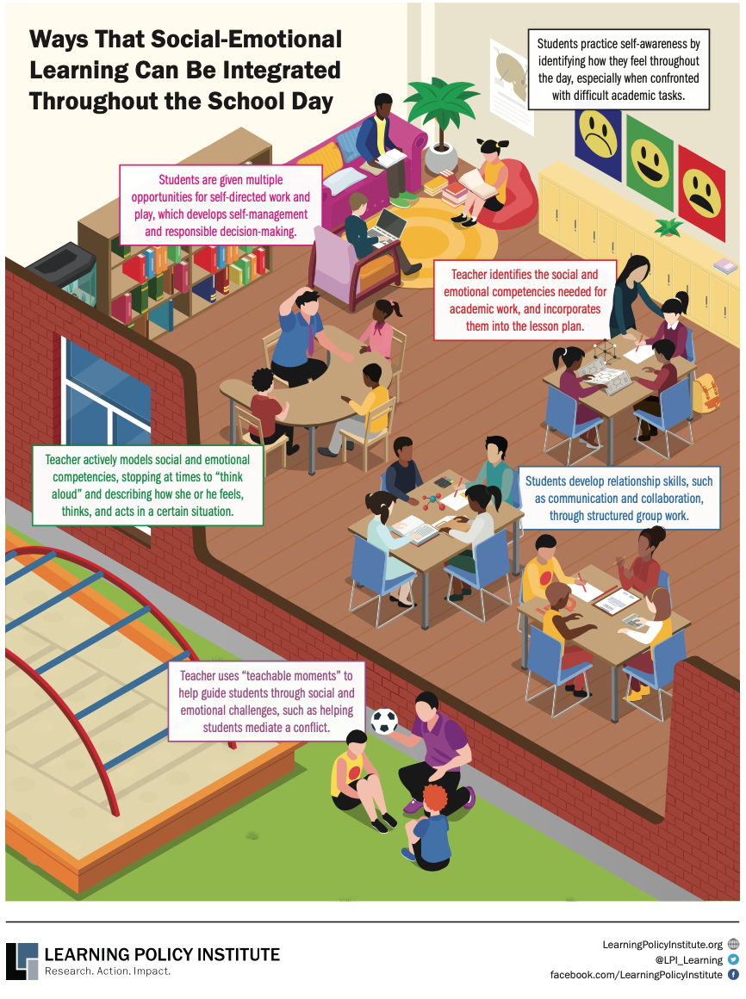 Ways That Social-Emotional
Learning Can Be Integrated
Throughout the School Day
Students practice self-awareness by
identifying how they feel throughout
the day, especially when confronted
with difficult academic tasks.
Students are given multiple
opportunities for self-directed work and
play, which develops self-management
and responsible decision-making.
Teacher identifies the social and
emotional competencies needed for
academic work, and incorporates
them into the lesson plan.
Teacher actively models social and emotional
competencies, stopping at times to “think
aloud” and describing how she or he feels,
thinks, and acts in a certain situation.
Students develop relationship skills, such
as communication and collaboration,
through structured group work.
Teacher uses “teachable moments” to
help guide students through social and
emotional challenges, such as helping
students mediate a conflict.
LEARNING POLICY INSTITUTE
Research. Action. Impact.
LearningPolicyInstitute.org
@LPI_Learning
facebook.com/LearningPolicyInstitute